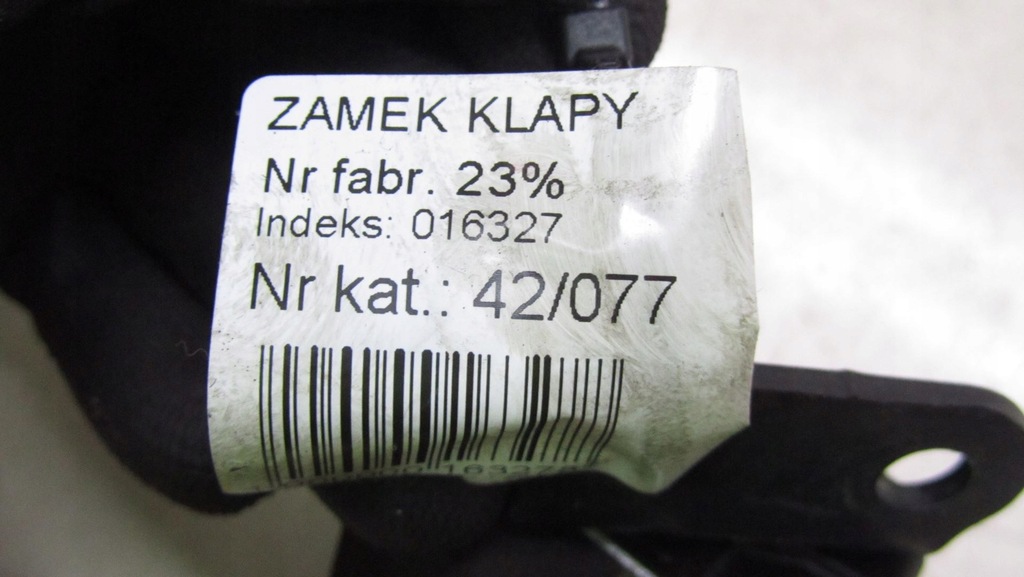 ZAMEK KLAPY
Nr fabr. 23%
Indeks: 016327
Nr kat.: 42/077